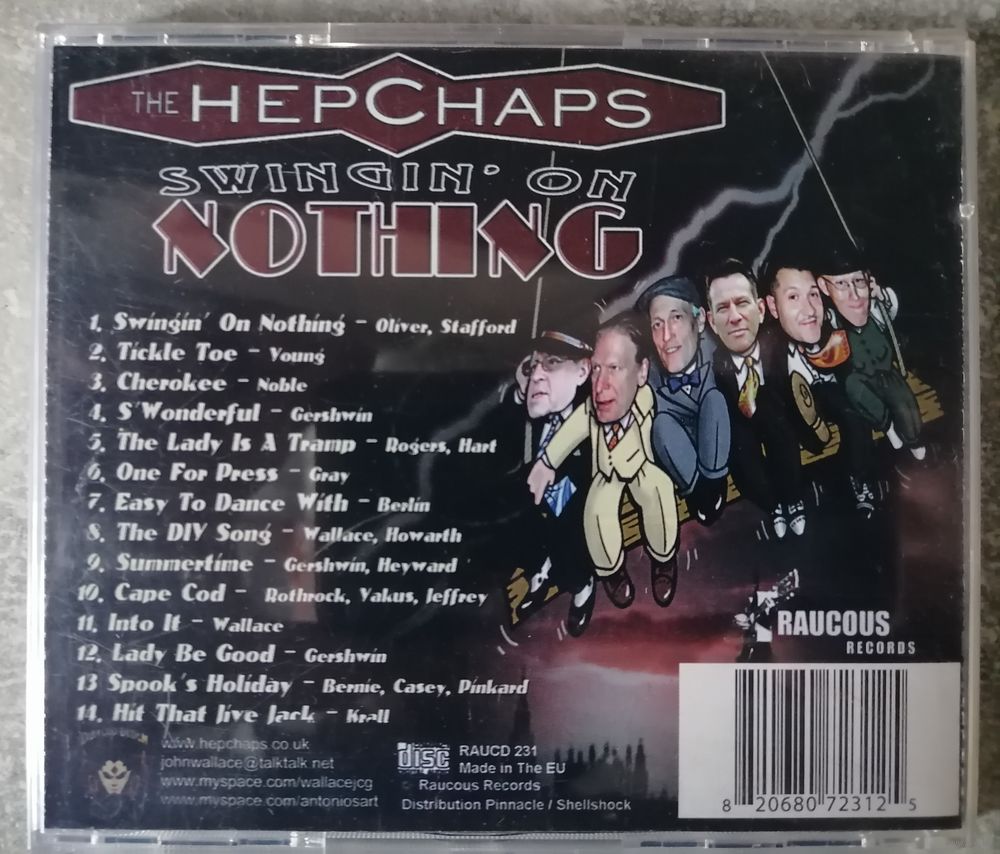 THE HEPCHAPS
SWINGIN' ON
NOTHING
1. Swingin' On Nothing - Oliver, Stafford
2. Tickle Toe - Young
3. Cherokee - Noble
4. S'Wonderful - Gershwin
5. The Lady Is A Tramp - Rogers, Hart
6. One For Press - Gray
7. Easy To Dance With - Berlin
8. The DIY Song - Wallace, Howarth
9. Summertime - Gershwin, Heyward
10. Cape Cod - Rothrock, Yakus, Jeffrey
11. Into It - Wallace
12. Lady Be Good - Gershwin
13 Spook's Holiday - Bernie, Casey, Pinkard
14. Hit That Jive Jack - Krall
RAUCOUS
RECORDS
www.hepchaps.co.uk
johnwallace@talktalk net
www.myspace.com/wallacejcg
www.myspace.com/antoniosart
disc
RAUCD 231
Made in The EU
Raucous Records
Distribution Pinnacle / Shellshock
8 20680 72312 5